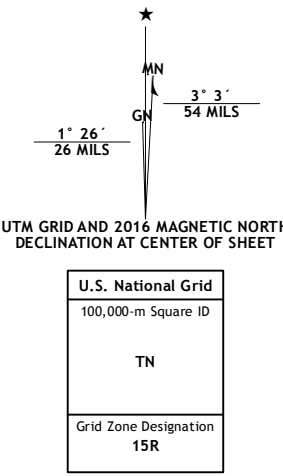 MN
3° 3´
54 MILS
GN
1° 26´
26 MILS
UTM GRID AND 2016 MAGNETIC NORTH
DECLINATION AT CENTER OF SHEET
U.S. National Grid
100,000-m Square ID
TN
Grid Zone Designation
15R